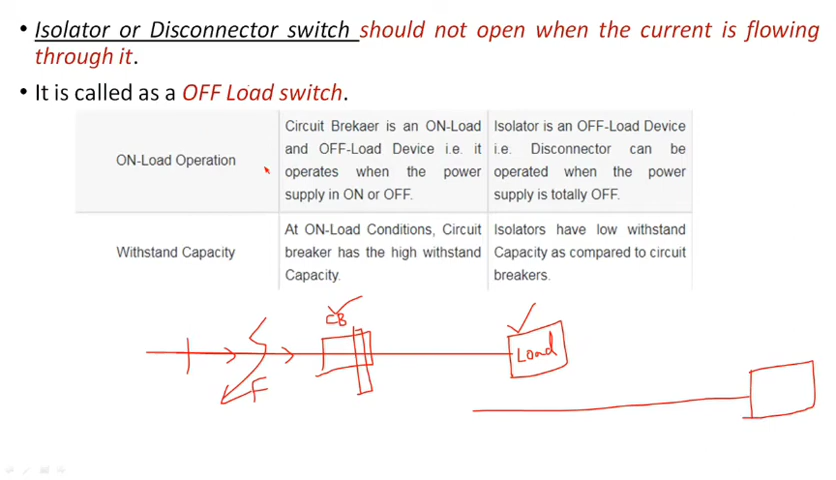 • Isolator or Disconnector switch should not open when the current is flowing
through it.
• It is called as a OFF Load switch.
ON-Load Operation
Circuit Brekaer is an ON-Load
and OFF-Load Device i.e. it
operates when the power
supply in ON or OFF.
Isolator is an OFF-Load Device
i.e. Disconnector can be
operated when the power
supply is totally OFF.
Withstand Capacity
At ON-Load Conditions, Circuit
breaker has the high withstand
Capacity.
Isolators have low withstand
Capacity as compared to circuit
breakers.
CB
Load
F